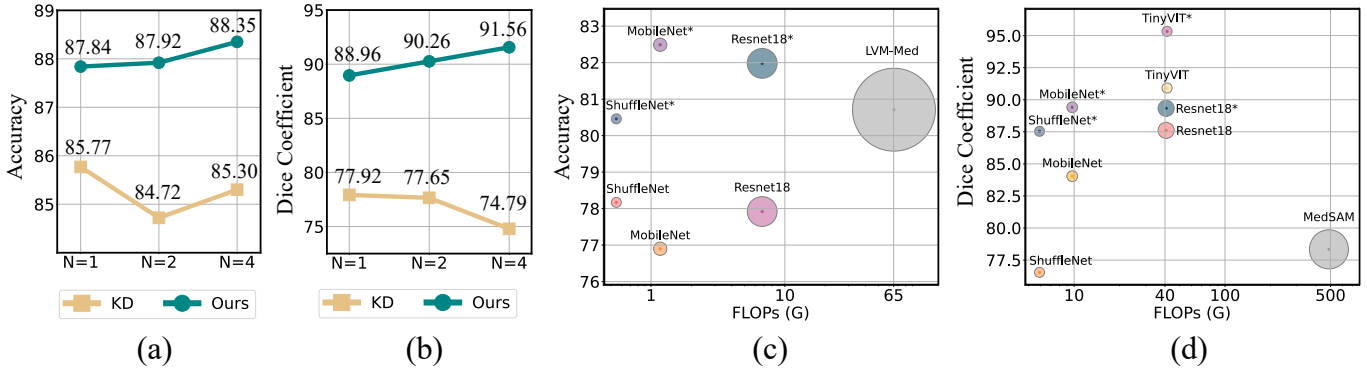 89
88
87
86
85
Accuracy
87.84
87.92
88.35
85.77
84.72
85.30
N=1
N=2
N=4
KD
Ours
(a)
95
90
85
80
75
Dice Coefficient
88.96
90.26
91.56
77.92
77.65
74.79
N=1
N=2
N=4
KD
Ours
(b)
83
82
81
80
79
78
77
76
Accuracy
MobileNet*
Resnet18*
LVM-Med
ShuffleNet*
ShuffleNet
Resnet18
MobileNet
1
10
65
FLOPs (G)
(c)
95.0
92.5
90.0
87.5
85.0
82.5
80.0
77.5
Dice Coefficient
TinyVIT*
TinyVIT
MobileNet*
Resnet18*
ShuffleNet*
Resnet18
MobileNet
MedSAM
ShuffleNet
10
40
100
500
FLOPs (G)
(d)